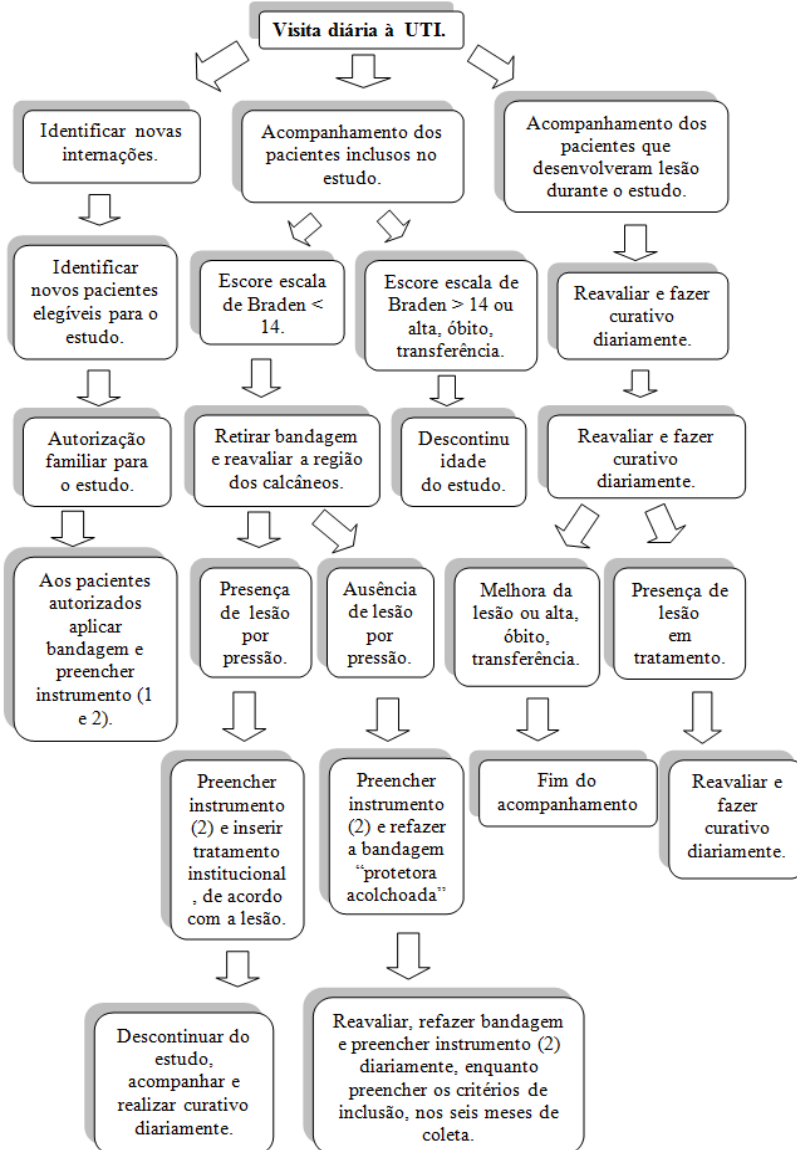 Visita diária à UTI.
Identificar novas
internações.
Acompanhamento dos
pacientes inclusos no
estudo.
Acompanhamento dos
pacientes que
desenvolveram lesão
durante o estudo.
Identificar
novos pacientes
elegíveis para o
estudo.
Escore escala
de Braden <
14.
Escore escala de
Braden > 14 ou
alta, óbito,
transferência.
Reavaliar e fazer
curativo
diariamente.
Autorização
familiar para
o estudo.
Retirar bandagem
e reavaliar a região
dos calcâneos.
Descontinu
idade
do estudo.
Reavaliar e fazer
curativo
diariamente.
Aos pacientes
autorizados
aplicar
bandagem e
preencher
instrumento (1
e 2).
Presença
de lesão
por
pressão.
Ausência
de lesão
por
pressão.
Melhora da
lesão ou alta,
óbito,
transferência.
Presença de
lesão
em
tratamento.
Preencher
instrumento
(2) e inserir
tratamento
institucional
, de acordo
com a lesão.
Preencher
instrumento
(2) e refazer
a bandagem
“protetora
acolchoada”
Fim do
acompanhamento
Reavaliar e
fazer
curativo
diariamente.
Descontinuar do
estudo,
acompanhar e
realizar curativo
diariamente.
Reavaliar, refazer bandagem
e preencher instrumento (2)
diariamente, enquanto
preencher os critérios de
inclusão, nos seis meses de
coleta.